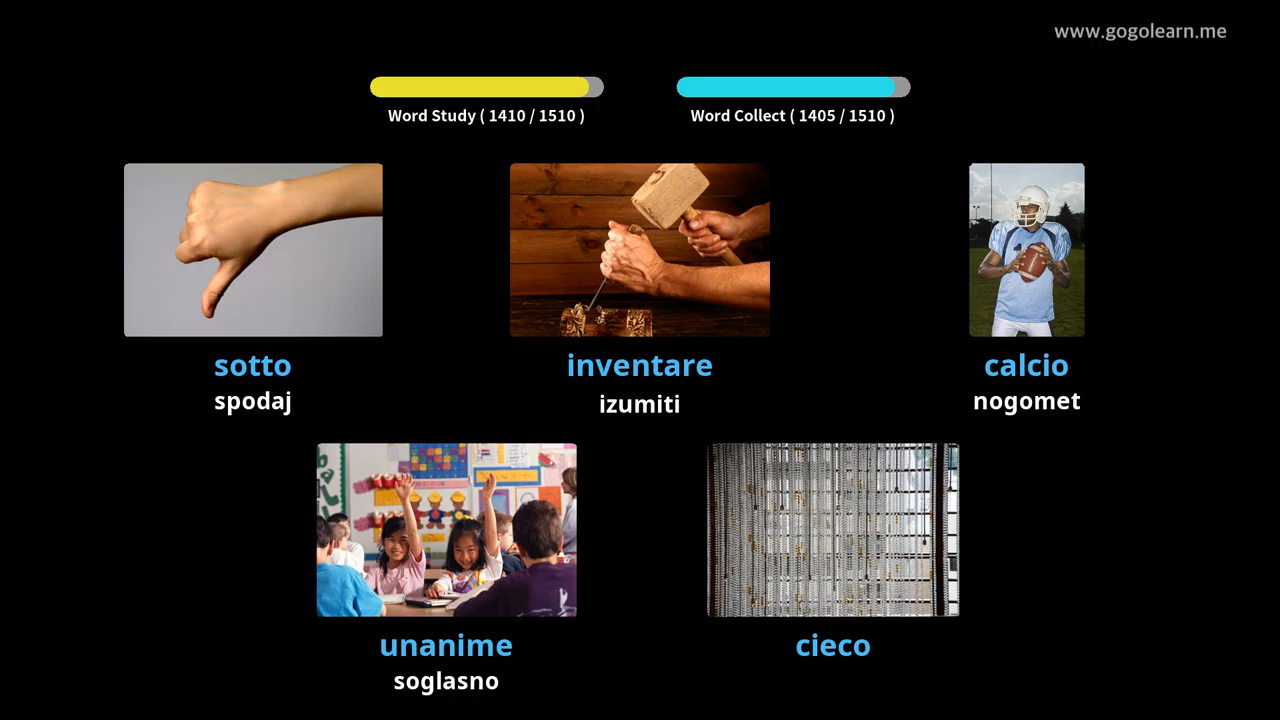 www.gogolearn.me
Word Study ( 1410 / 1510 )
Word Collect ( 1405 / 1510 )
sotto
spodaj
inventare
izumiti
calcio
nogomet
unanime
soglasno
cieco